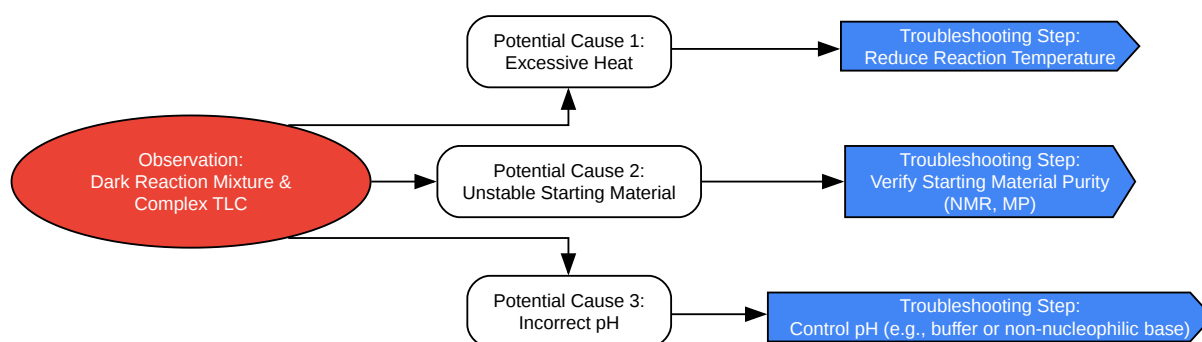 Observation:
Dark Reaction Mixture &
Complex TLC
Potential Cause 1:
Excessive Heat
Troubleshooting Step:
Reduce Reaction Temperature
Potential Cause 2:
Unstable Starting Material
Troubleshooting Step:
Verify Starting Material Purity
(NMR, MP)
Potential Cause 3:
Incorrect pH
Troubleshooting Step:
Control pH (e.g., buffer or non-nucleophilic base)